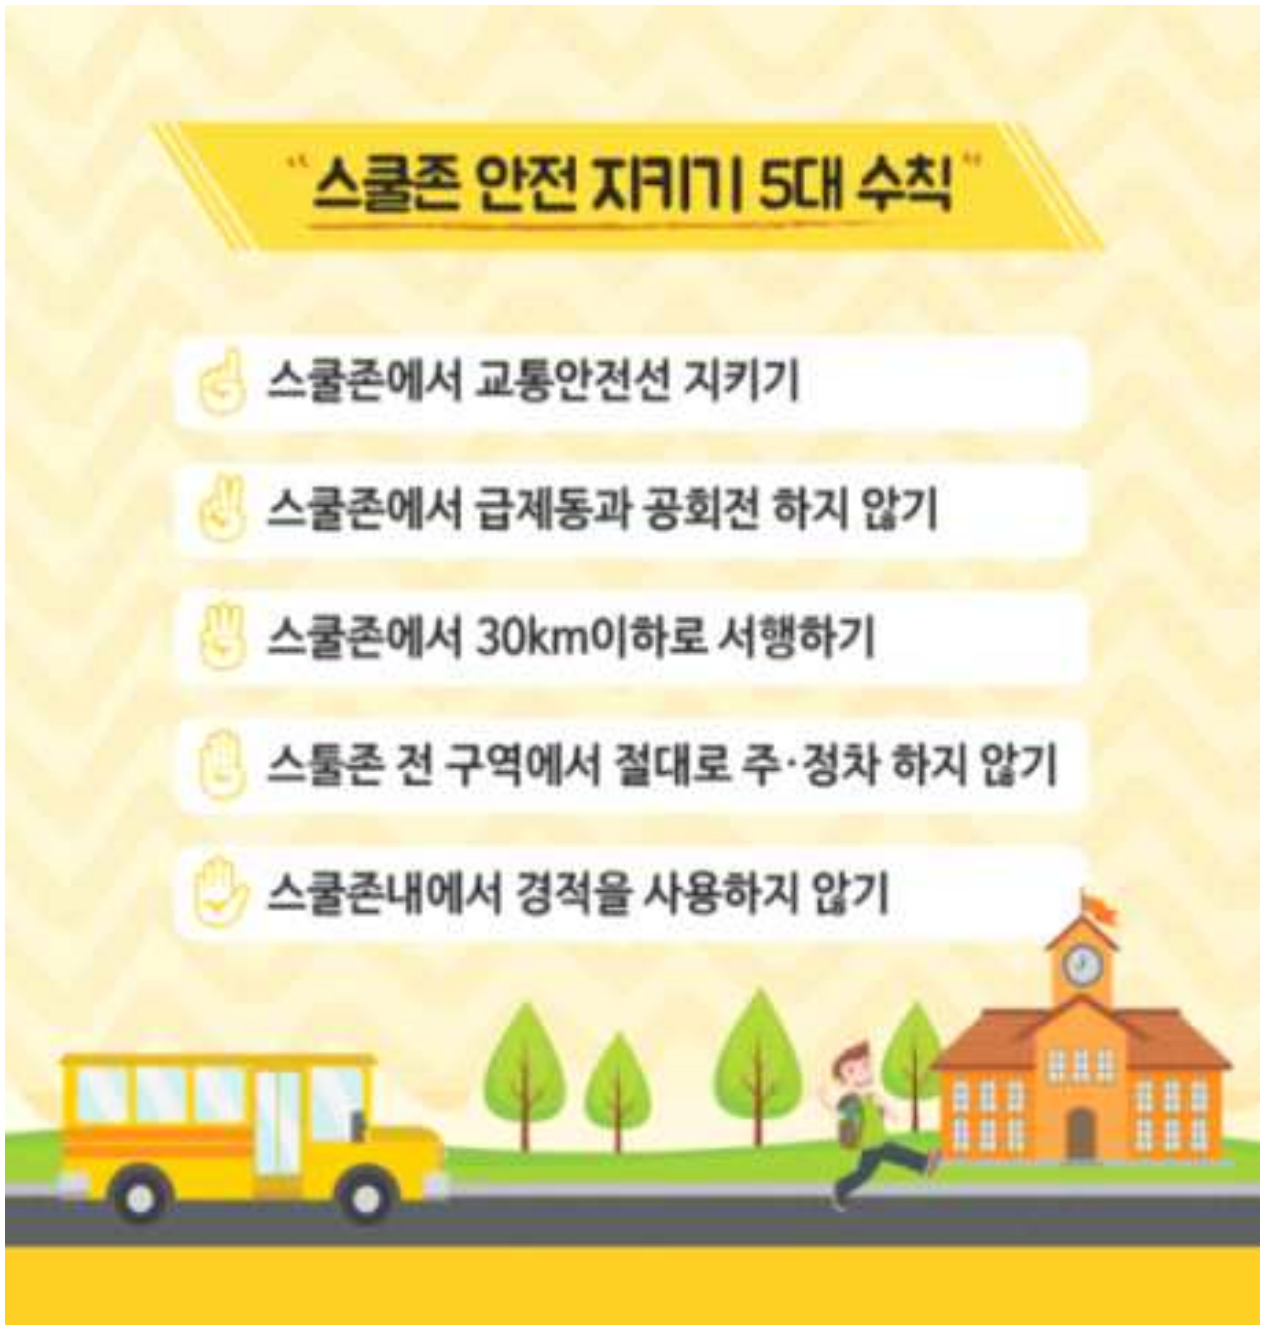 "스쿨존 안전 지키기 5대 수칙"
스쿨존에서 교통안전선 지키기
스쿨존에서 급제동과 공회전 하지 않기
스쿨존에서 30km이하로 서행하기
스툴존 전 구역에서 절대로 주·정차 하지 않기
스쿨존내에서 경적을 사용하지 않기